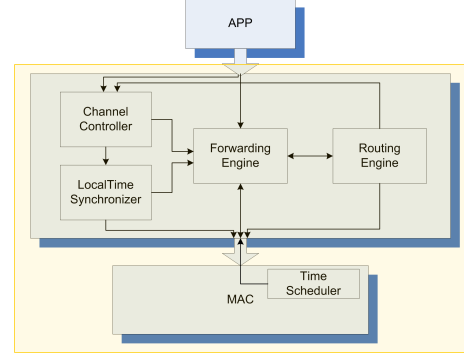 APP
Channel
Controller
Forwarding
Engine
Routing
Engine
LocalTime
Synchronizer
Time
Scheduler
MAC